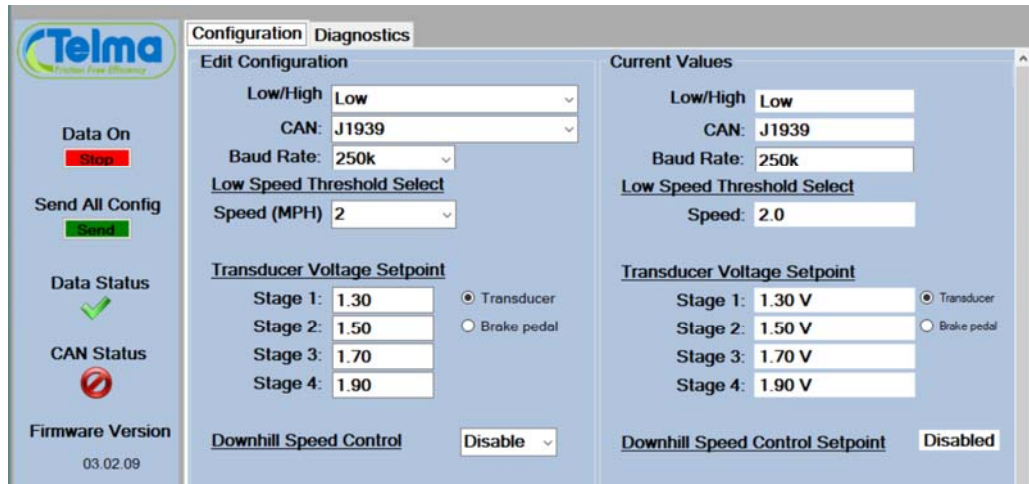 Telma
Friction Free Efficiency
Data On
Stop
Send All Config
Send
Data Status
CAN Status
Firmware Version
03.02.09
Configuration Diagnostics
Edit Configuration
Low/High Low
CAN: J1939
Baud Rate: 250k
Low Speed Threshold Select
Speed (MPH) 2
Transducer Voltage Setpoint
Stage 1: 1.30 Transducer
Stage 2: 1.50 Brake pedal
Stage 3: 1.70
Stage 4: 1.90
Downhill Speed Control Disable
Current Values
Low/High Low
CAN: J1939
Baud Rate: 250k
Low Speed Threshold Select
Speed: 2.0
Transducer Voltage Setpoint
Stage 1: 1.30 V Transducer
Stage 2: 1.50 V Brake pedal
Stage 3: 1.70 V
Stage 4: 1.90 V
Downhill Speed Control Setpoint Disabled